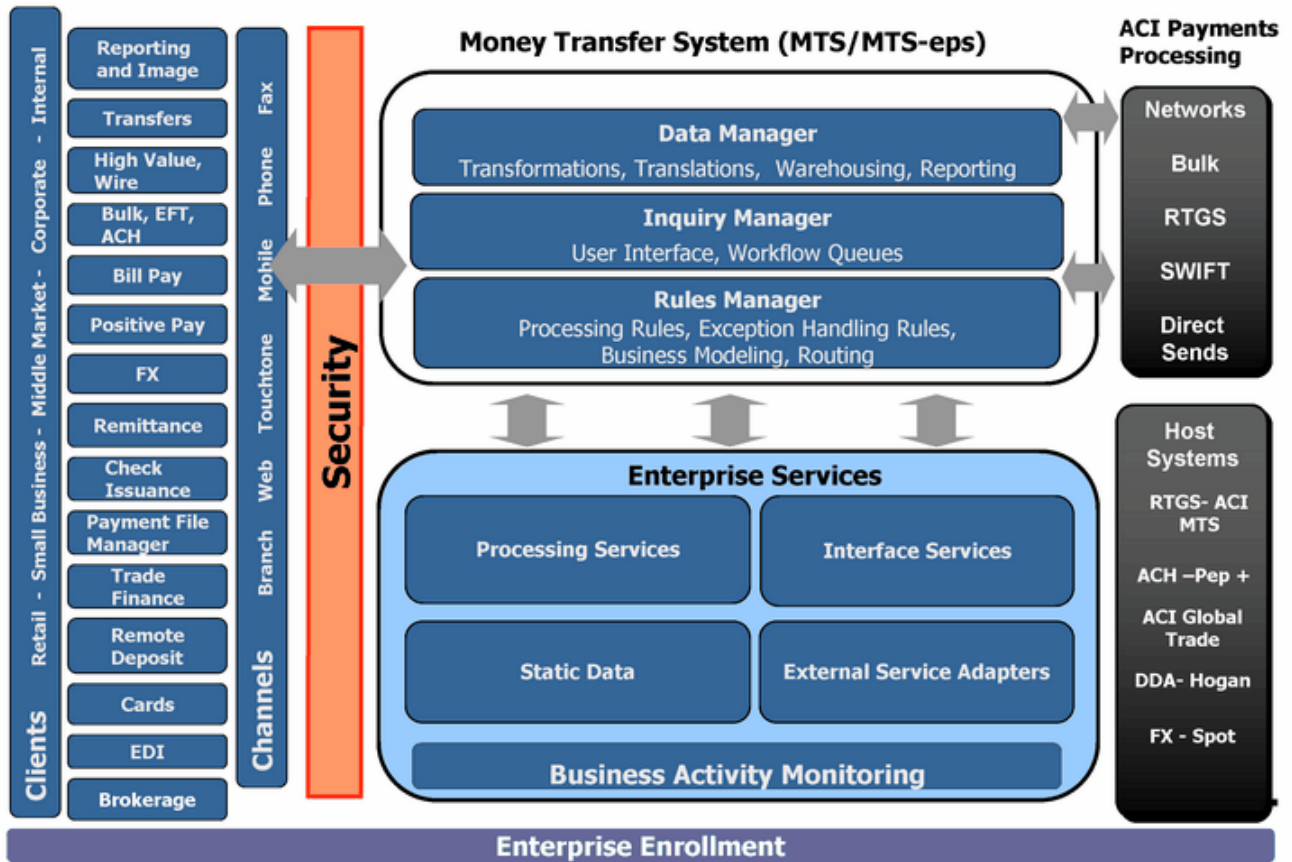 Clients Retail - Small Business - Middle Market - Corporate - Internal
Reporting
and Image
Transfers
High Value,
Wire
Bulk, EFT,
ACH
Bill Pay
Positive Pay
FX
Remittance
Check
Issuance
Payment File
Manager
Trade
Finance
Remote
Deposit
Cards
EDI
Brokerage
Channels Branch Web Touchtone Mobile Phone Fax
Security
Money Transfer System (MTS/MTS-eps)
Data Manager
Transformations, Translations, Warehousing, Reporting
Inquiry Manager
User Interface, Workflow Queues
Rules Manager
Processing Rules, Exception Handling Rules,
Business Modeling, Routing
Enterprise Services
Processing Services
Interface Services
Static Data
External Service Adapters
Business Activity Monitoring
ACI Payments
Processing
Networks
Bulk
RTGS
SWIFT
Direct
Sends
Host
Systems
RTGS- ACI
MTS
ACH –Pep +
ACI Global
Trade
DDA- Hogan
FX - Spot
Enterprise Enrollment